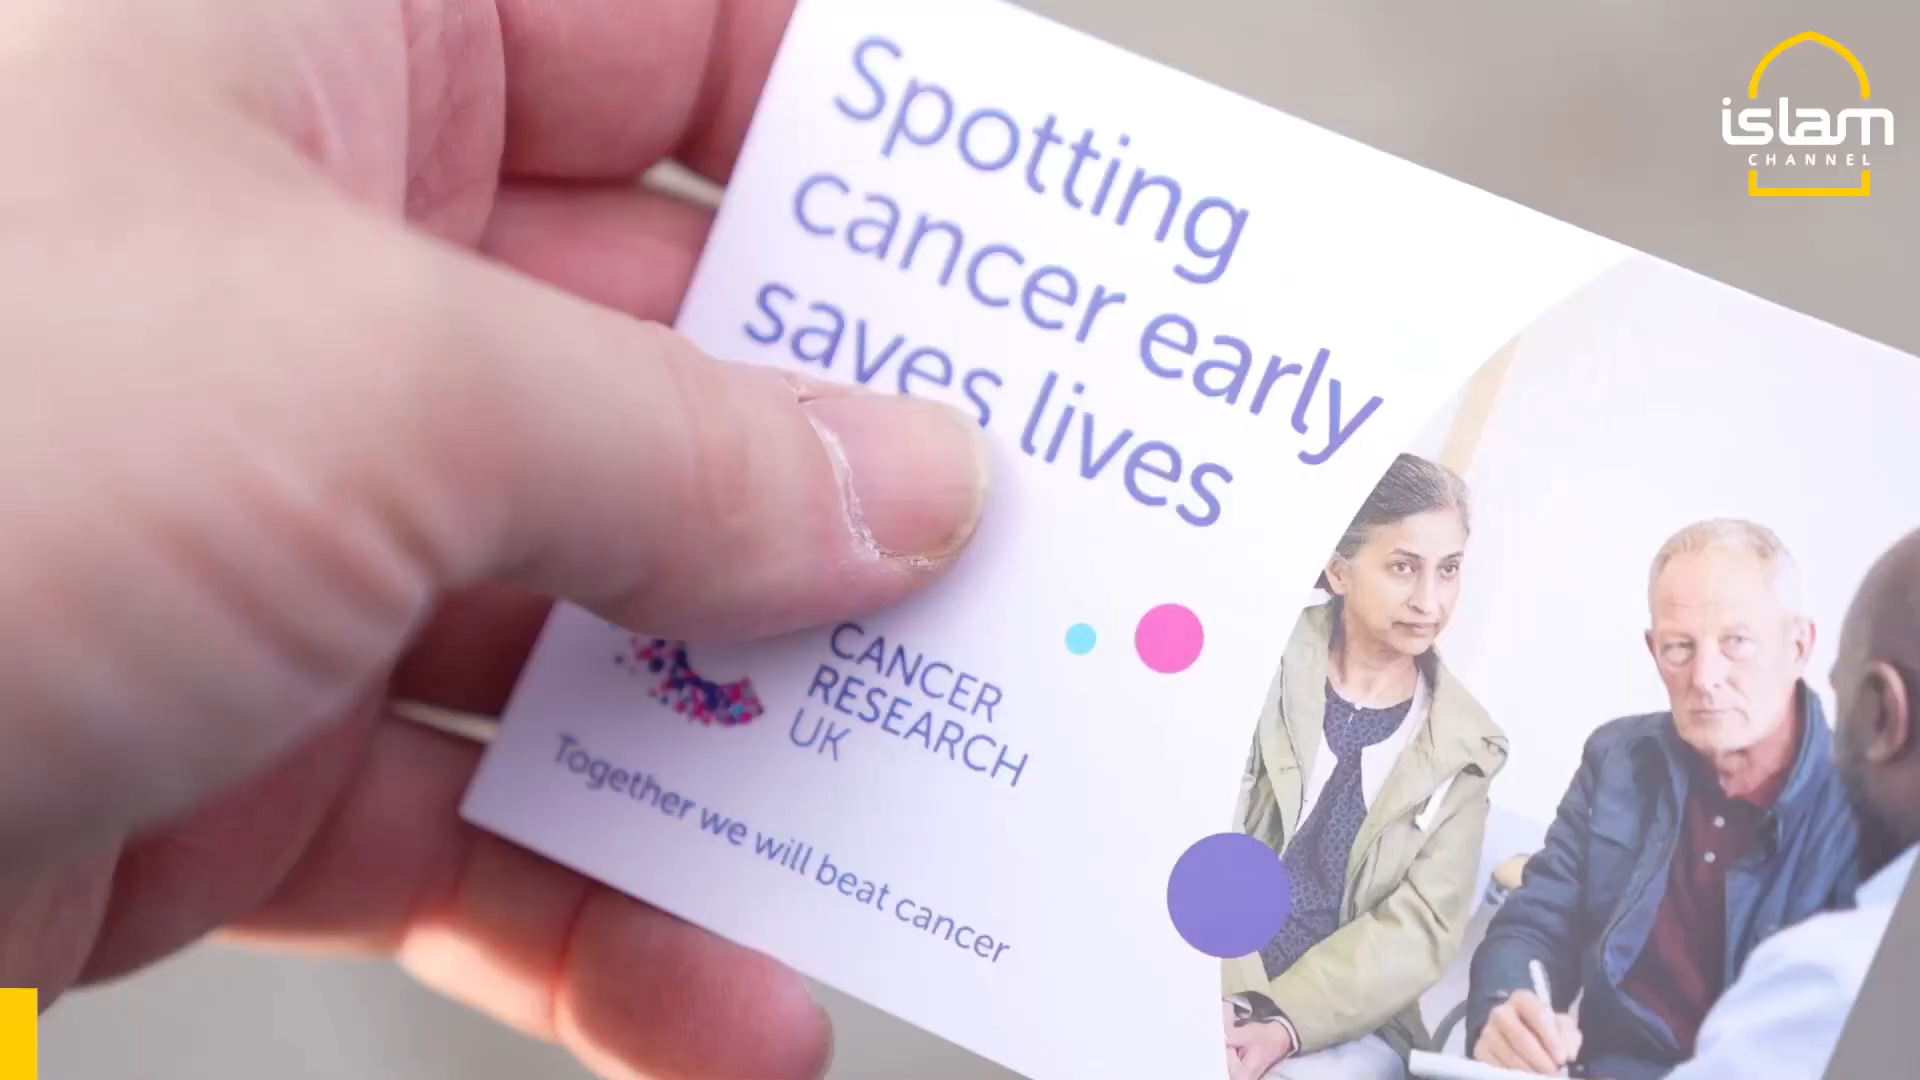 Spotting
cancer early
saves lives
CANCER
RESEARCH
UK
Together we will beat cancer
islam
CHANNEL